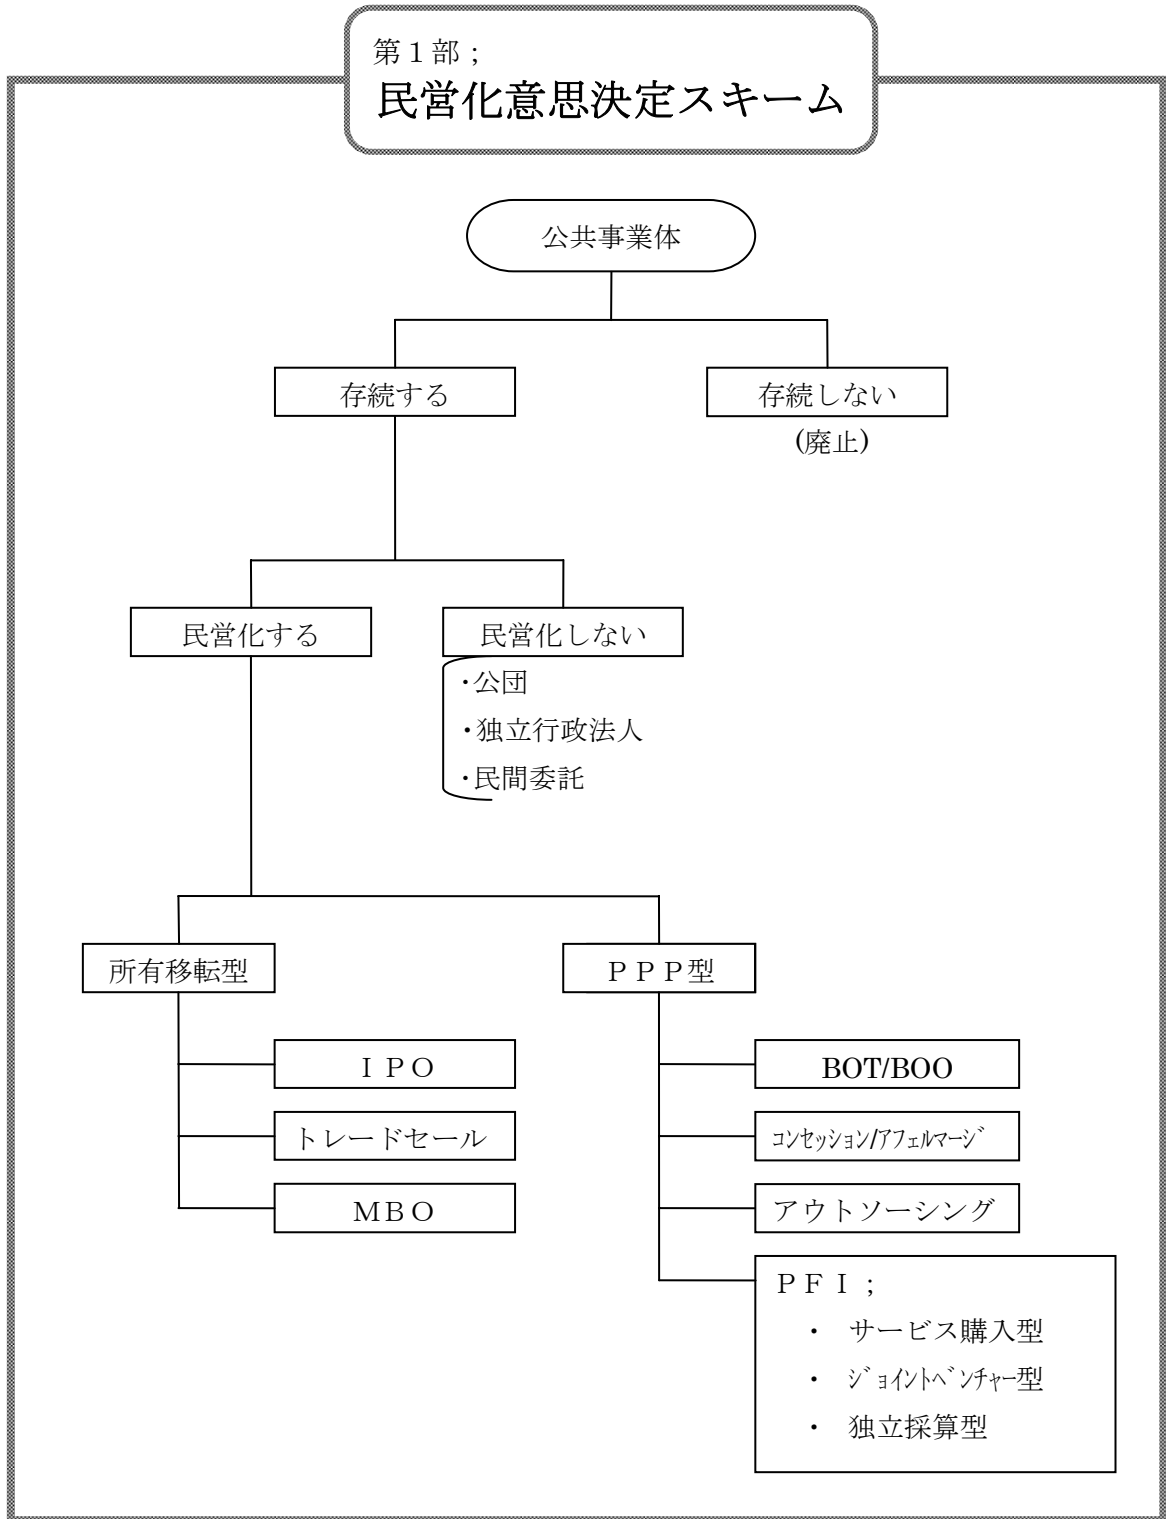 第１部；
民営化意思決定スキーム
公共事業体
存続する
存続しない
(廃止)
民営化する
民営化しない
・公団
・独立行政法人
・民間委託
所有移転型
ＰＰＰ型
ＩＰＯ
BOT/BOO
トレードセール
ｺﾝｾｯｼｮﾝ/ｱﾌｪﾙﾏｰｼﾞ
アウトソーシング
ＭＢＯ
ＰＦＩ；
・ サービス購入型
・ ｼﾞｮｲﾝﾄﾍﾞﾝﾁｬｰ型
・ 独立採算型